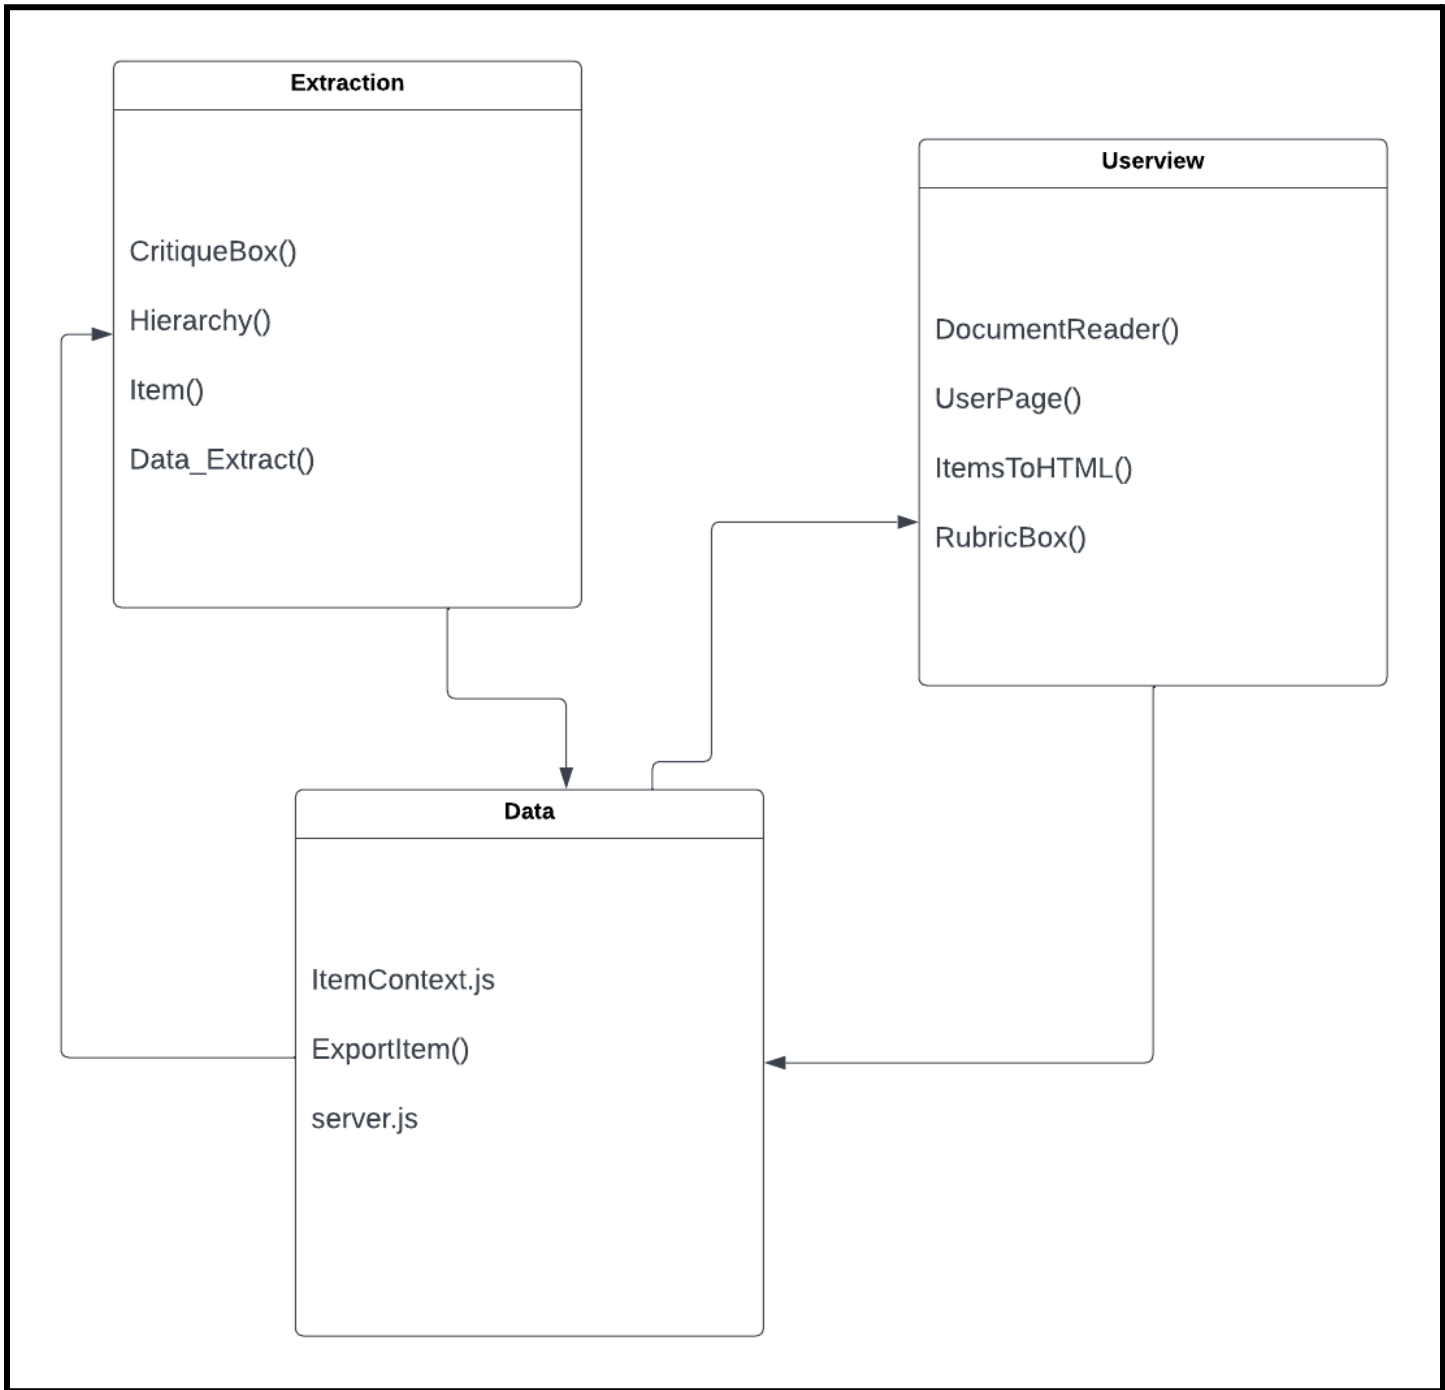 Extraction
CritiqueBox()
Hierarchy()
Item()
Data_Extract()
Userview
DocumentReader()
UserPage()
ItemsToHTML()
RubricBox()
Data
ItemContext.js
ExportItem()
server.js